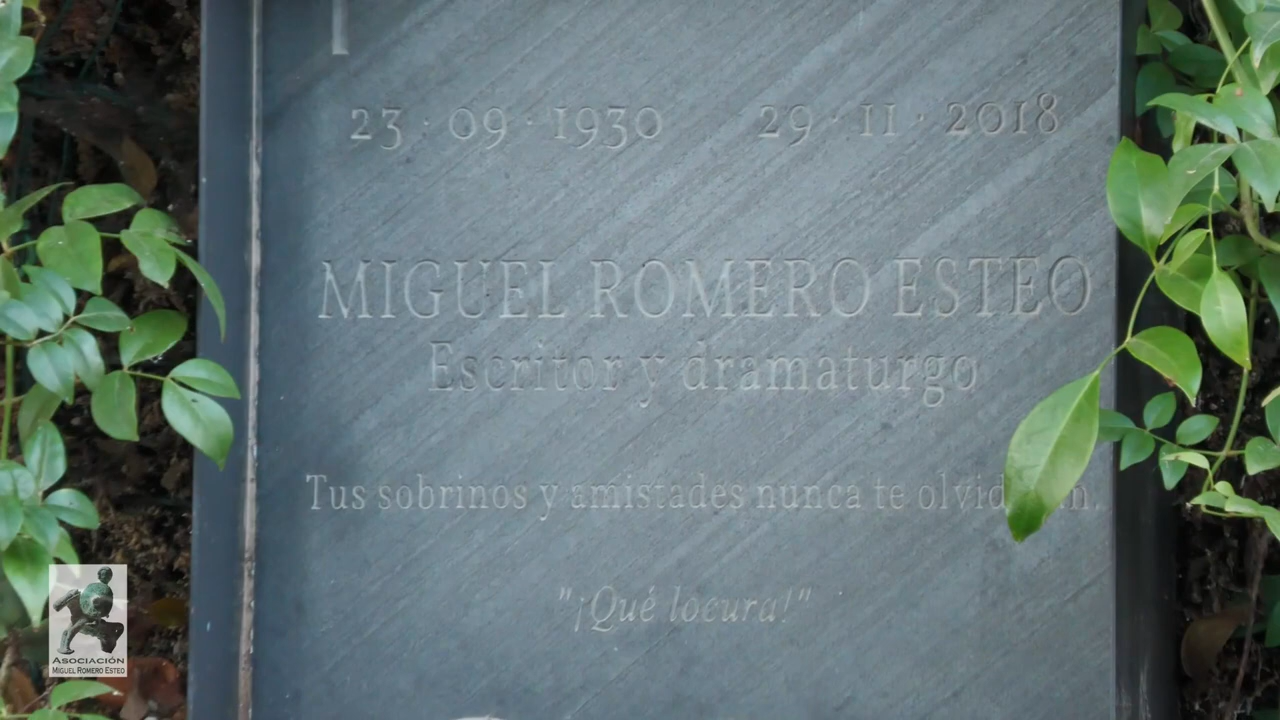 23 · 09 · 1930 29 · 11 · 2018
MIGUEL ROMERO ESTEO
Escritor y dramaturgo
Tus sobrinos y amistades nunca te
"¡Qué locura!"
ASOCIACIÓN
MIGUEL ROMERO ESTEO